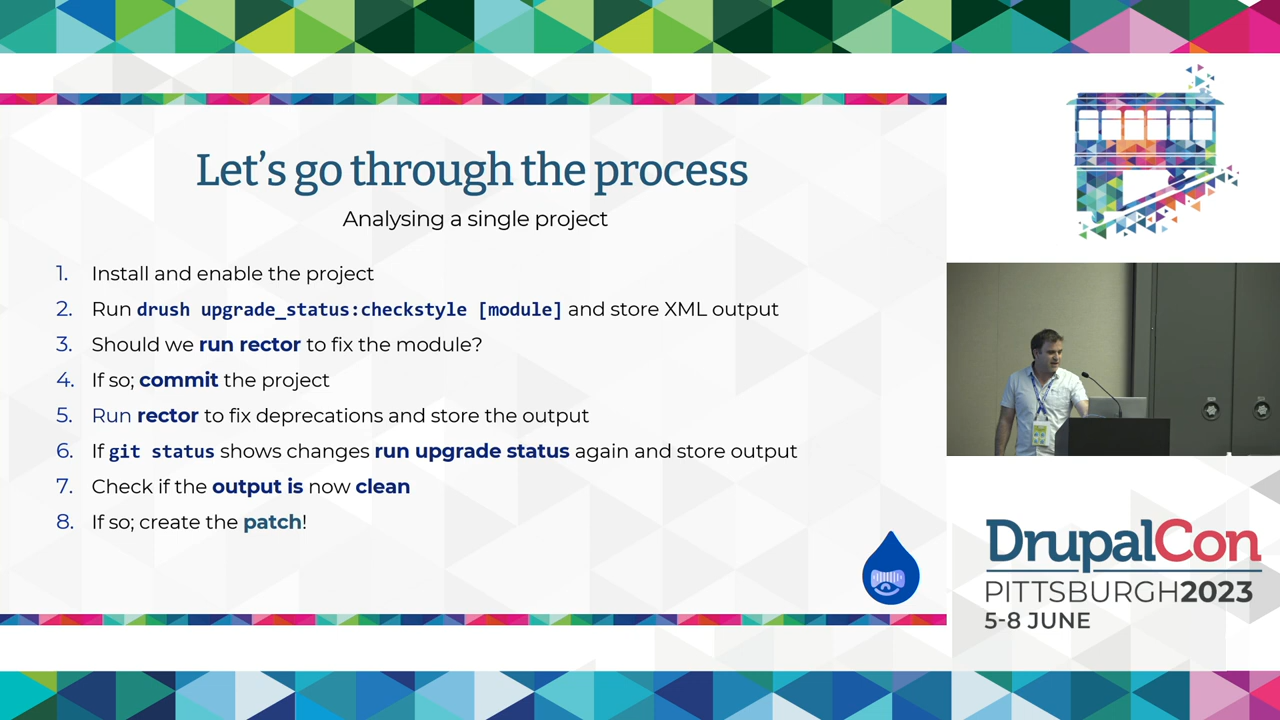 Let's go through the process
Analysing a single project
1. Install and enable the project
2. Run drush upgrade_status:checkstyle [module] and store XML output
3. Should we run rector to fix the module?
4. If so; commit the project
5. Run rector to fix deprecations and store the output
6. If git status shows changes run upgrade status again and store output
7. Check if the output is now clean
8. If so; create the patch!
DrupalCon
PITTSBURGH2023
5-8 JUNE